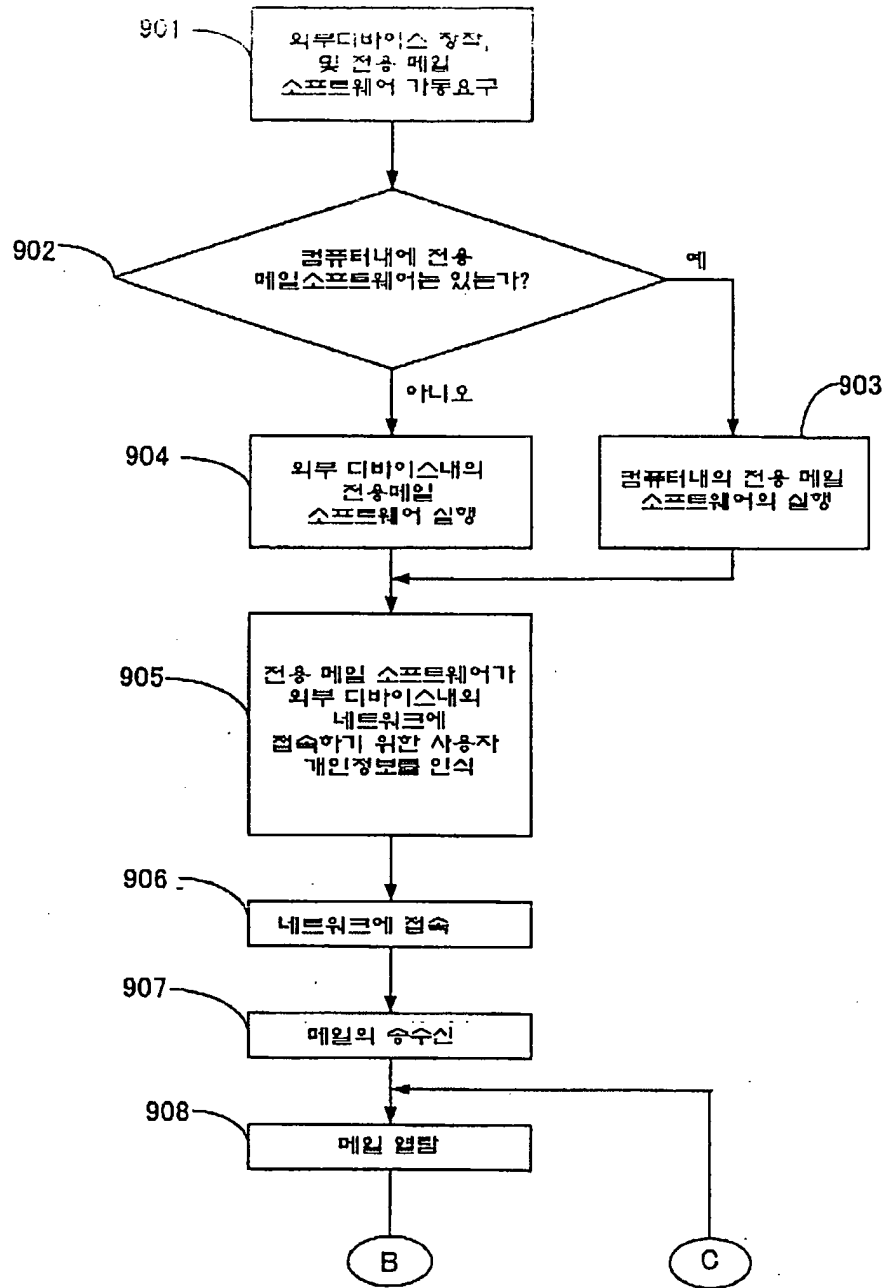 901
외부디바이스 장착,
및 전용 메일
소프트웨어 가동요구
902
컴퓨터내에 전용
메일소프트웨어는 있는가?
예
아니오
903
904
외부 디바이스내의
전용메일
소프트웨어 실행
컴퓨터내의 전용 메일
소프트웨어의 실행
905
전용 메일 소프트웨어가
외부 디바이스내의
네트워크에
접속하기 위한 사용자
개인정보를 인식
906
네트워크에 접속
907
메일의 송수신
908
메일 열람
B
C